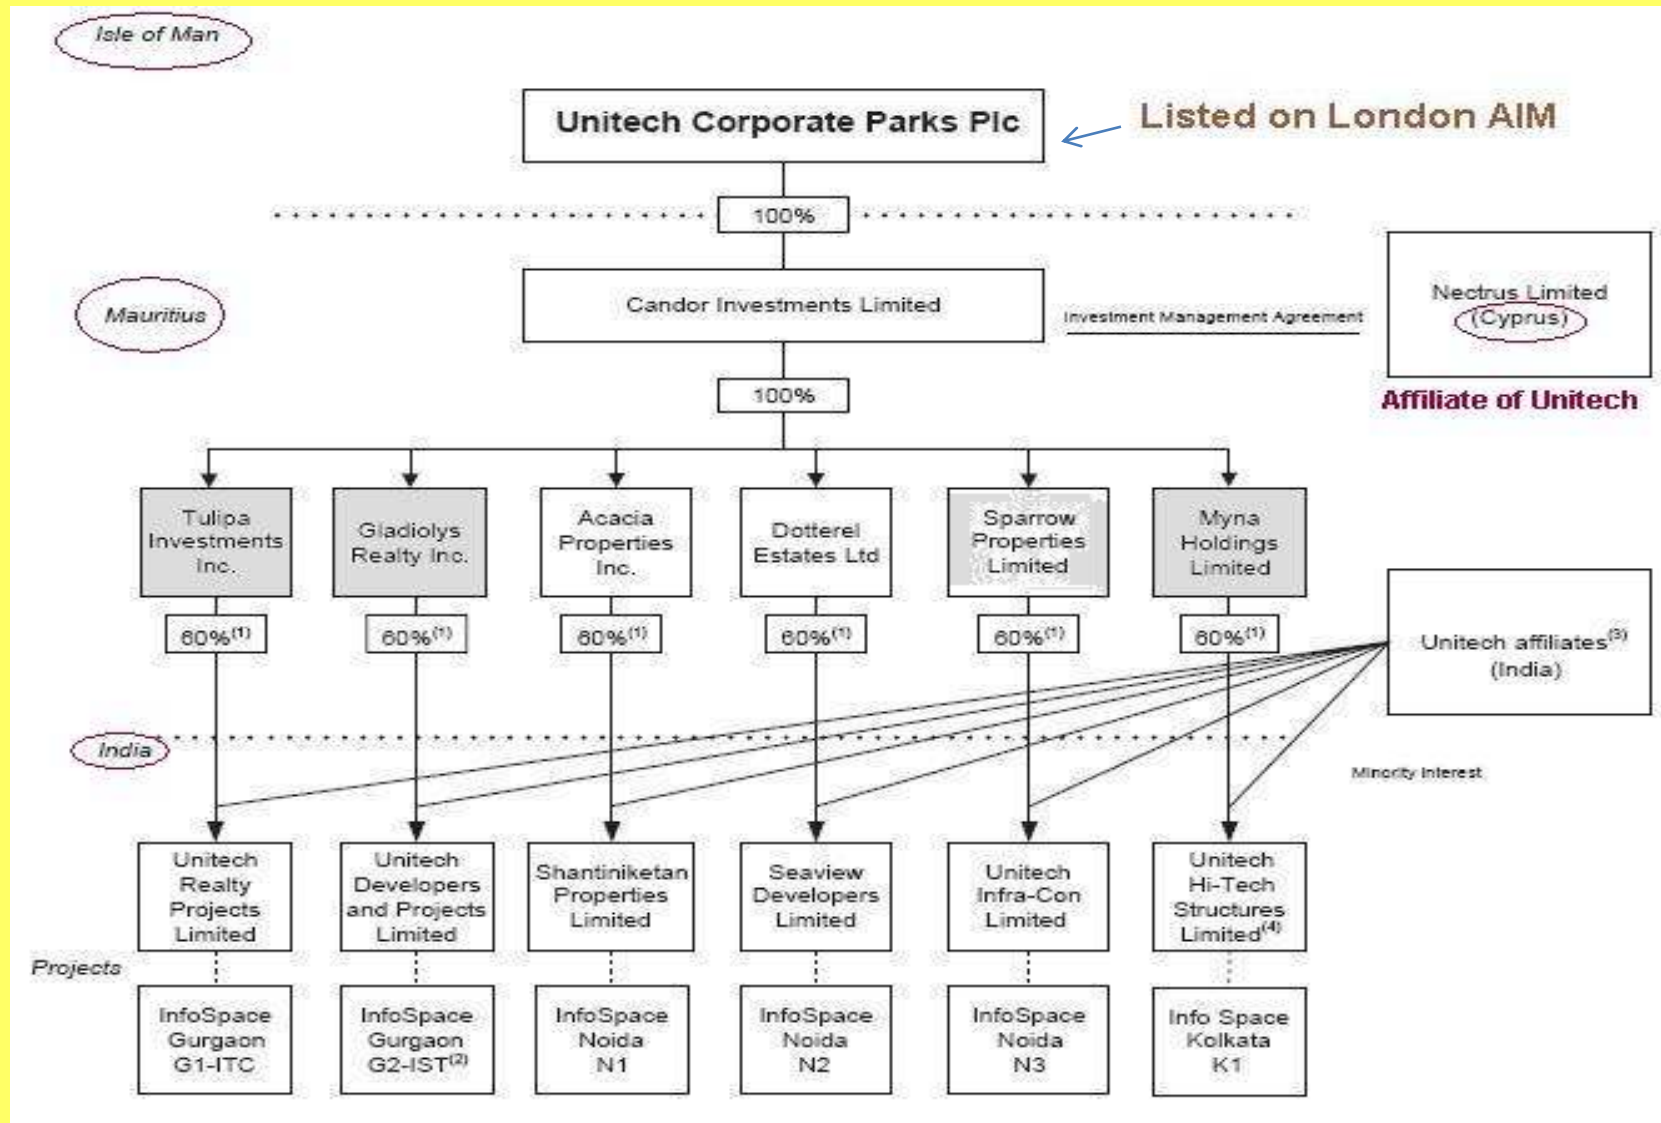 Isle of Man
Unitech Corporate Parks Plc
Listed on London AIM
100%
Mauritius
Candor Investments Limited
Investment Management Agreement
Nectrus Limited
(Cyprus)
Affiliate of Unitech
100%
Tulipa
Investments
Inc.
Gladiolys
Realty Inc.
Acacia
Properties
Inc.
Dotterel
Estates Ltd
Sparrow
Properties
Limited
Myna
Holdings
Limited
60%(1)
60%(1)
60%(1)
60%(1)
60%(1)
60%(1)
Unitech affiliates(3)
(India)
India
Minority Interest
Unitech
Realty
Projects
Limited
Unitech
Developers
and Projects
Limited
Shantiniketan
Properties
Limited
Seaview
Developers
Limited
Unitech
Infra-Con
Limited
Unitech
Hi-Tech
Structures
Limited(4)
Projects
InfoSpace
Gurgaon
G1-ITC
InfoSpace
Gurgaon
G2-IST(2)
InfoSpace
Noida
N1
InfoSpace
Noida
N2
InfoSpace
Noida
N3
Info Space
Kolkata
K1